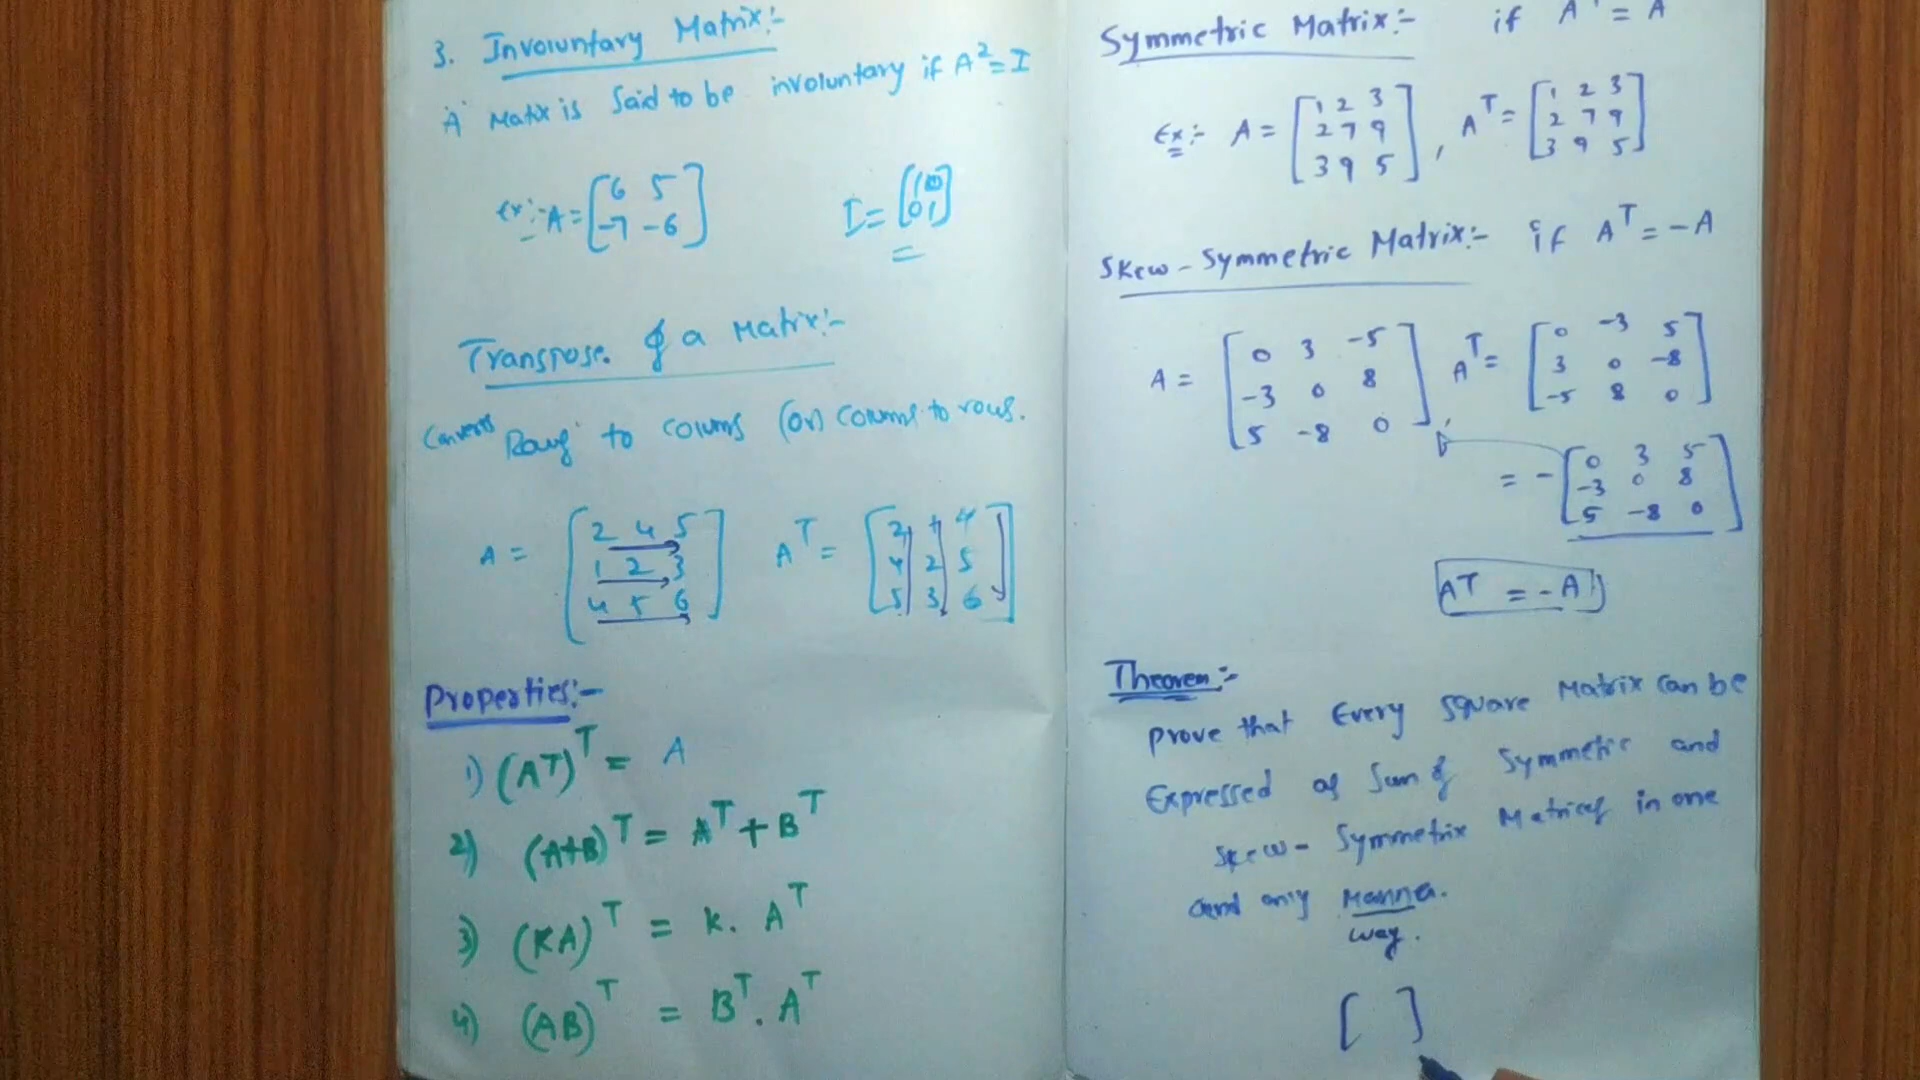 3. Involuntary Matrix:-
A Matix is Said to be involuntary if A² = I
Ex:- A = [6 5
-7 -6] I = [1 0
0 1]
Transpose of a Matrix:-
Converts Rows to colums (or) colums to rows.
A = [2 4 5
1 2 3
4 5 6] Aᵀ = [2 1 4
4 2 5
5 3 6]
Properties:-
1) (AT)ᵀ = A
2) (A+B)ᵀ = Aᵀ + Bᵀ
3) (KA)ᵀ = K. Aᵀ
4) (AB)ᵀ = Bᵀ. Aᵀ
Symmetric Matrix:- if Aᵀ = A
Ex:- A = [1 2 3
2 7 9
3 9 5] , Aᵀ = [1 2 3
2 7 9
3 9 5]
Skew - Symmetric Matrix:- if Aᵀ = -A
A = [0 3 -5
-3 0 8
5 -8 0] , Aᵀ = [0 -3 5
3 0 -8
-5 8 0]
= - [0 3 5
-3 0 8
5 -8 0]
AT = -A
Theorem:-
Prove that Every square Matrix can be
Expressed as Sum of Symmetic and
Skew - Symmetrix Matrices in one
and only Manna.
way.
[ ]